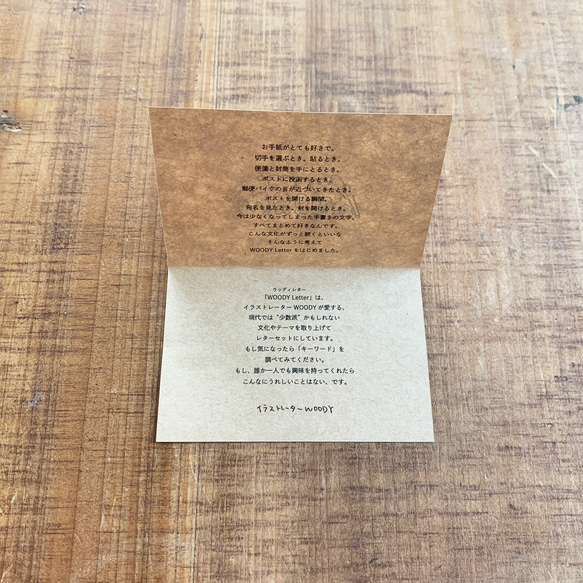 お手紙がとても好きで。
切手を選ぶとき。貼るとき。
便箋と封筒を手にとるとき。
ポストに投函するとき。
郵便バイクの音が近づいてきたとき。
ポストを開ける瞬間。
宛名を見たとき、封を開けるとき。
今は少なくなってしまった手書きの文字。
すべてまとめて好きなんです。
こんな文化がずっと続くといいな
そんなふうに考えて
WOODY Letterをはじめました。
ウッディレター
「WOODY Letter」は、
イラストレーターWOODYが愛する、
現代では“少数派”かもしれない
文化やテーマを取り上げて
レターセットにしています。
もし気になったら「キーワード」を
調べてみてください。
もし、誰か一人でも興味を持ってくれたら
こんなにうれしいことはない、です。
イラストレーターWOODY